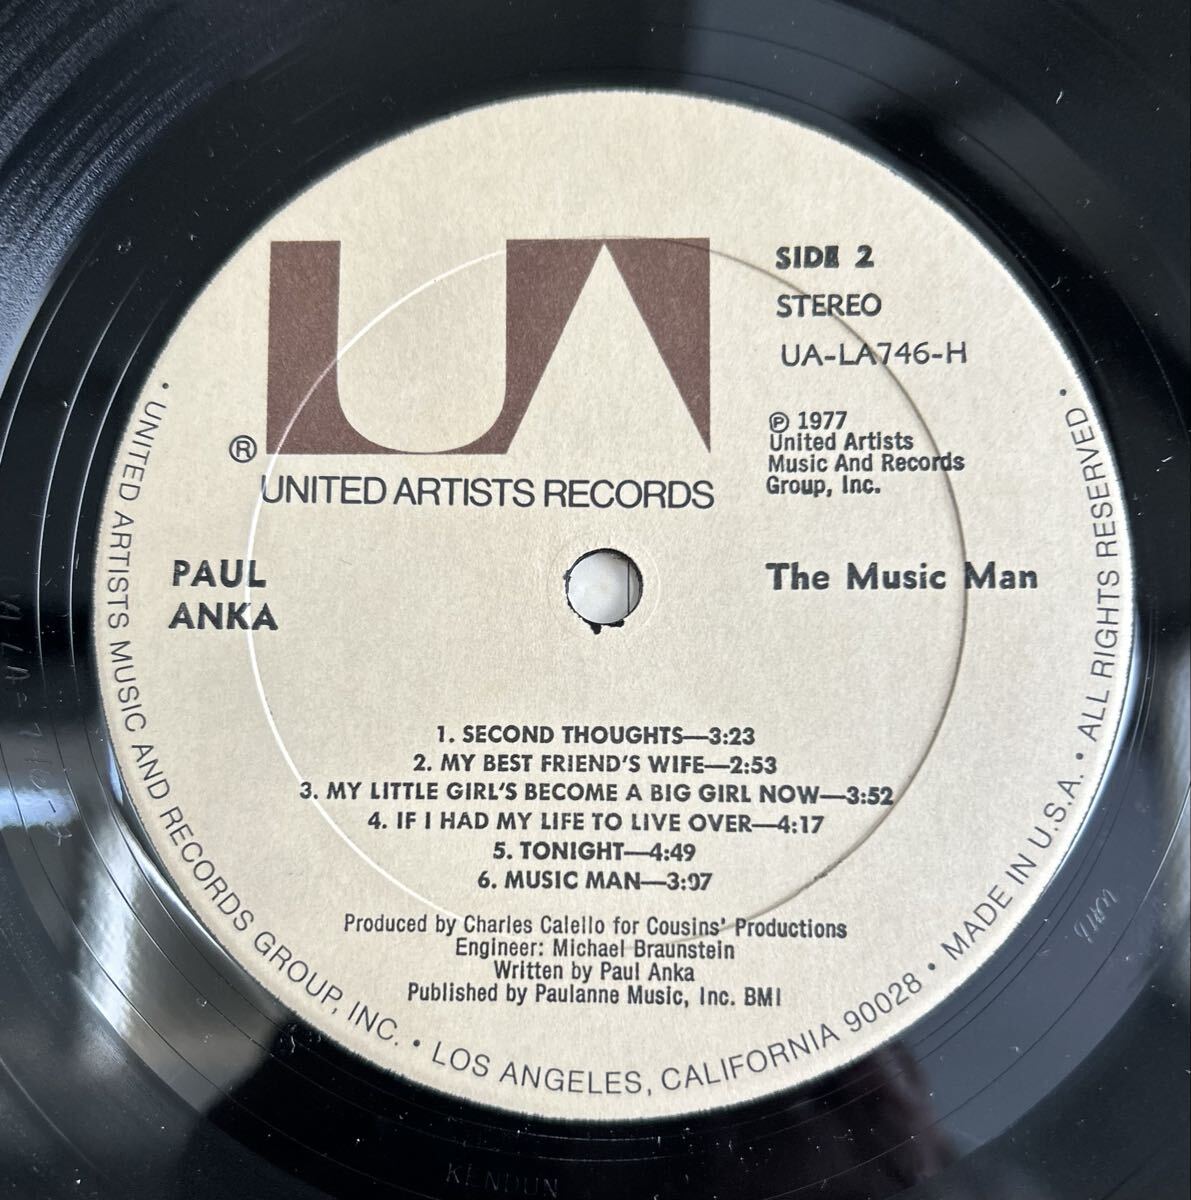 UA
®
UNITED ARTISTS RECORDS
SIDE 2
STEREO
UA-LA746-H
℗ 1977
United Artists
Music And Records
Group, Inc.
PAUL
ANKA
The Music Man
1. SECOND THOUGHTS—3:23
2. MY BEST FRIEND'S WIFE—2:53
3. MY LITTLE GIRL'S BECOME A BIG GIRL NOW—3:52
4. IF I HAD MY LIFE TO LIVE OVER—4:17
5. TONIGHT—4:49
6. MUSIC MAN—3:07
Produced by Charles Calello for Cousins' Productions
Engineer: Michael Braunstein
Written by Paul Anka
Published by Paulanne Music, Inc. BMI
• UNITED ARTISTS MUSIC AND RECORDS GROUP, INC. • LOS ANGELES, CALIFORNIA 90028 • MADE IN U.S.A. • ALL RIGHTS RESERVED •
KENDUN